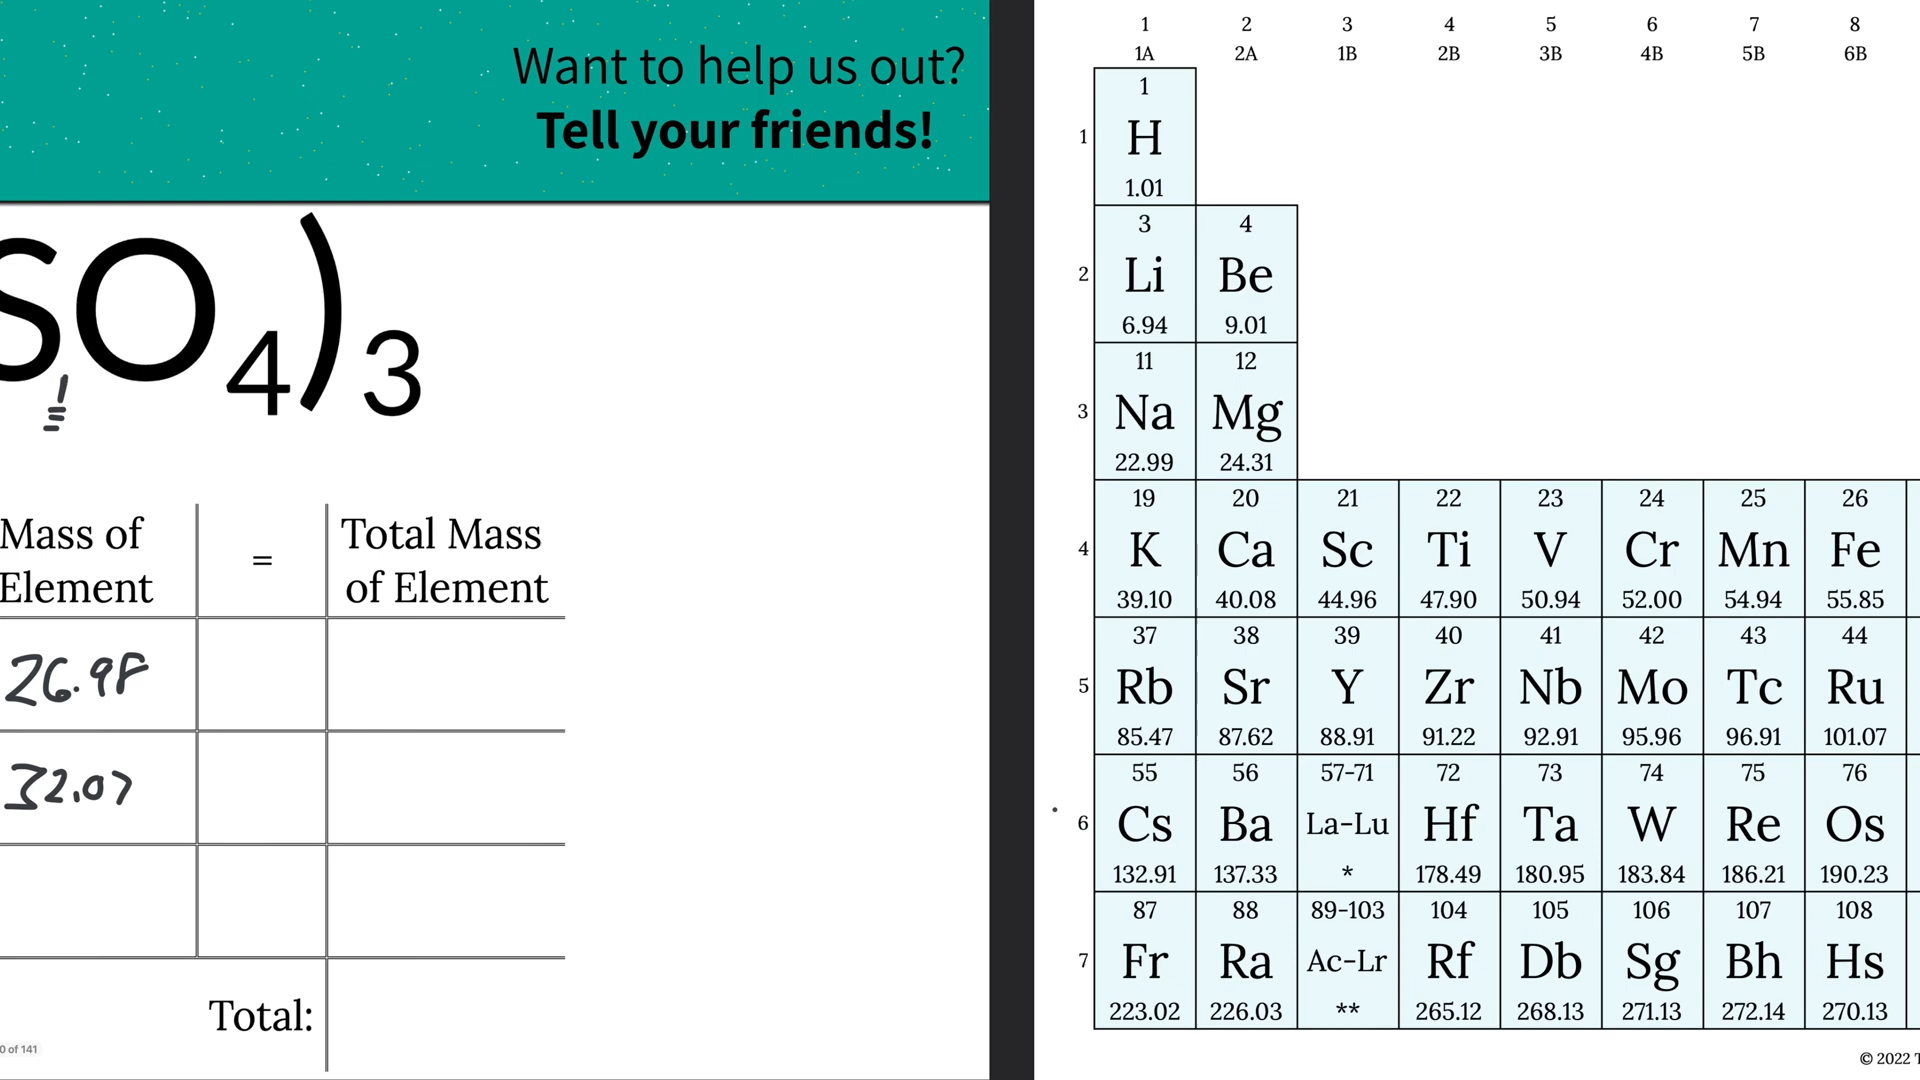 Want to help us out?
Tell your friends!
SO4)3
1
Mass of
Element
=
Total Mass
of Element
26.98
32.07
Total:
0 of 141
1 2 3 4 5 6 7 8
1A 2A 1B 2B 3B 4B 5B 6B
1
1 H
1.01
3 4
2 Li Be
6.94 9.01
11 12
3 Na Mg
22.99 24.31
19 20 21 22 23 24 25 26
4 K Ca Sc Ti V Cr Mn Fe
39.10 40.08 44.96 47.90 50.94 52.00 54.94 55.85
37 38 39 40 41 42 43 44
5 Rb Sr Y Zr Nb Mo Tc Ru
85.47 87.62 88.91 91.22 92.91 95.96 96.91 101.07
55 56 57-71 72 73 74 75 76
6 Cs Ba La-Lu Hf Ta W Re Os
132.91 137.33 * 178.49 180.95 183.84 186.21 190.23
87 88 89-103 104 105 106 107 108
7 Fr Ra Ac-Lr Rf Db Sg Bh Hs
223.02 226.03 ** 265.12 268.13 271.13 272.14 270.13
© 2022 T